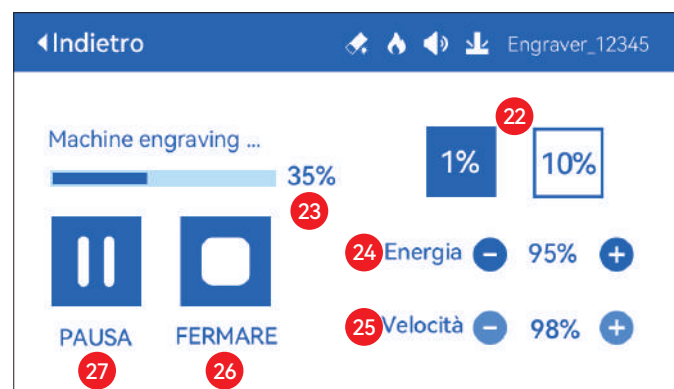 Indietro
Engraver_12345
22
Machine engraving ...
1%
10%
35%
23
24 Energia - 95% +
25 Velocità - 98% +
PAUSA
FERMARE
27
26